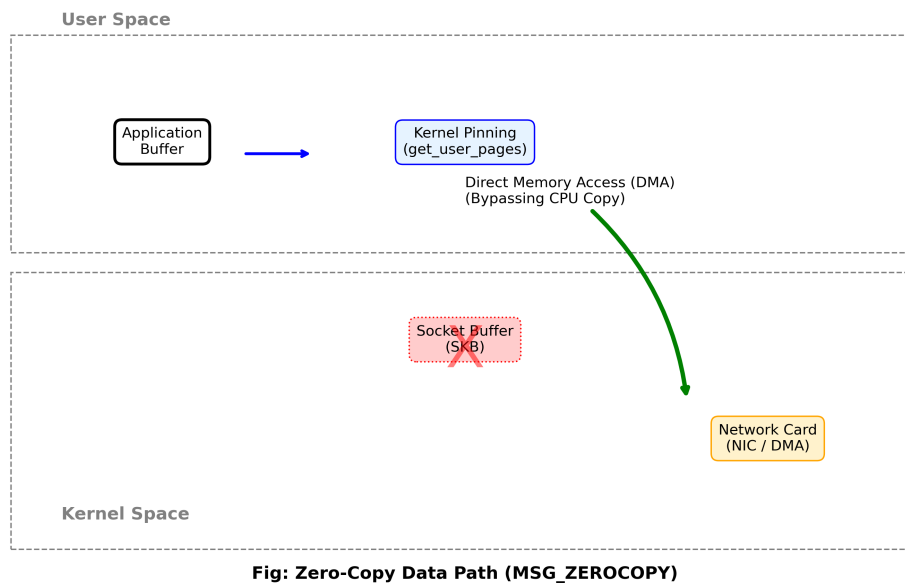 User Space
Application
Buffer
Kernel Pinning
(get_user_pages)
Direct Memory Access (DMA)
(Bypassing CPU Copy)
Socket Buffer
(SKB)
X
Network Card
(NIC / DMA)
Kernel Space
Fig: Zero-Copy Data Path (MSG_ZEROCOPY)